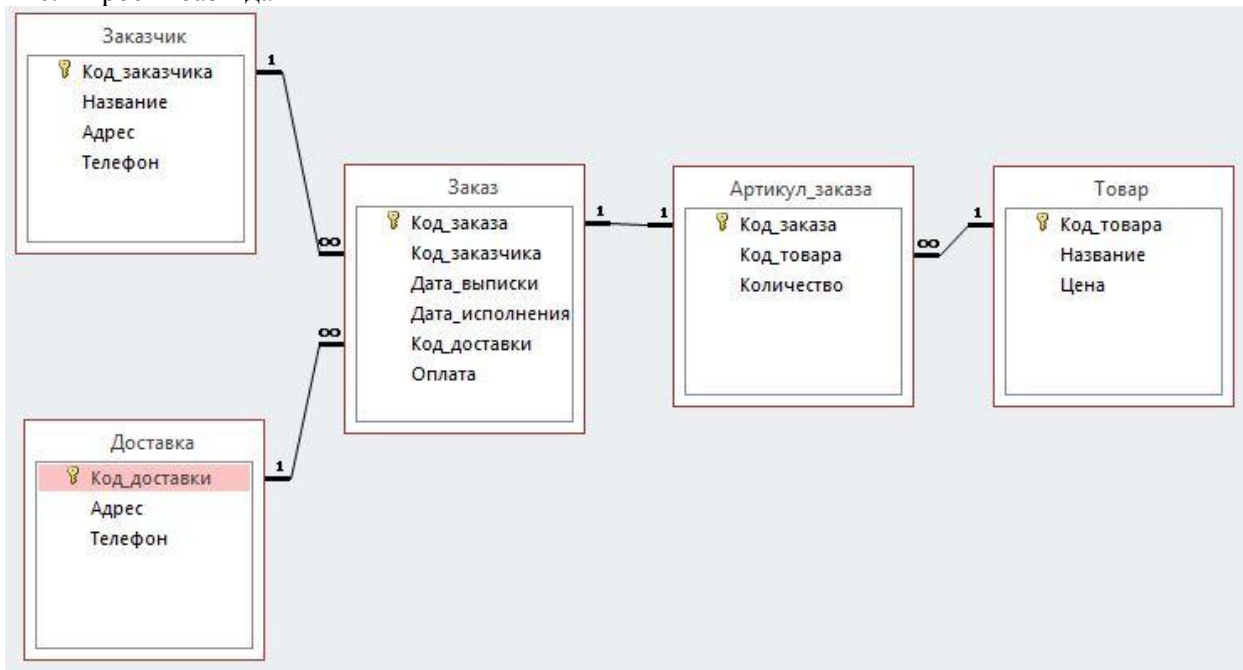 Заказчик
Код_заказчика
Название
Адрес
Телефон
1
∞
Заказ
Код_заказа
Код_заказчика
Дата_выписки
Дата_исполнения
Код_доставки
Оплата
1
1
Артикул_заказа
Код_заказа
Код_товара
Количество
∞
1
Товар
Код_товара
Название
Цена
∞
Доставка
Код_доставки
Адрес
Телефон
1